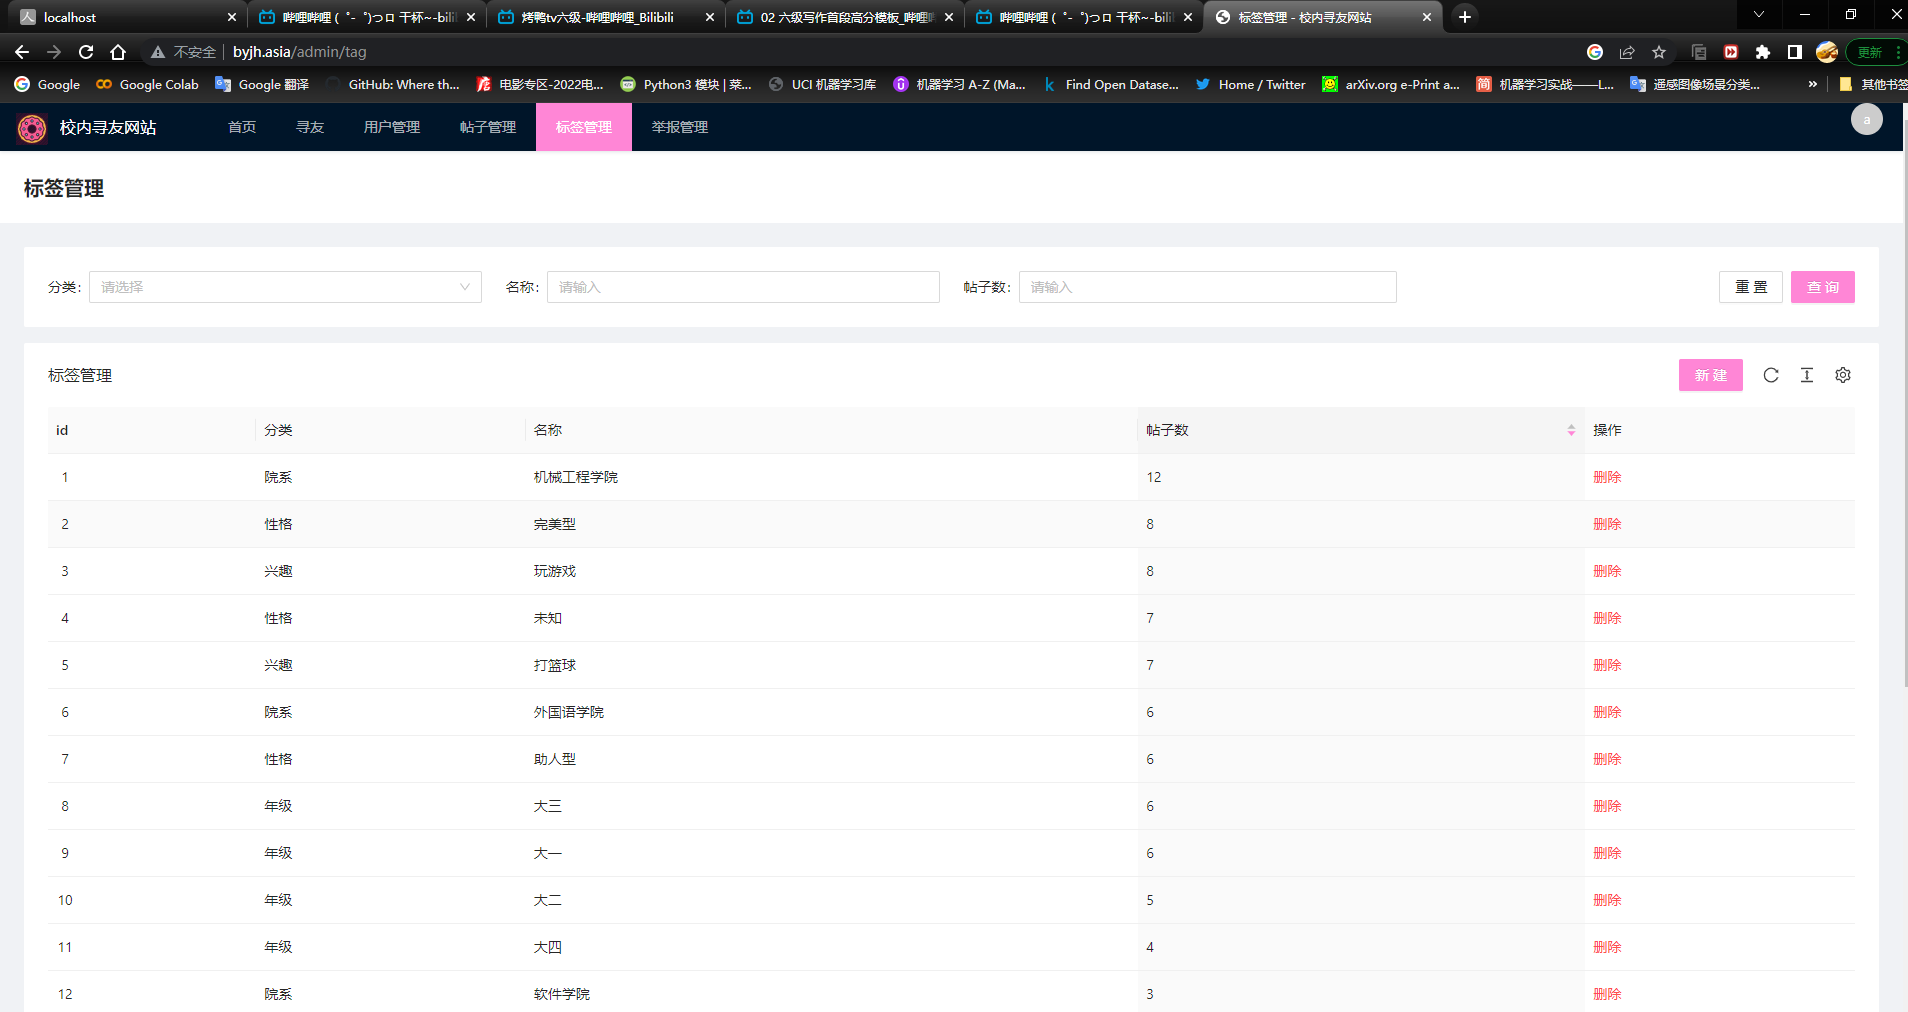 localhost
哔哩哔哩 (゜-゜)つロ 干杯~-bili
烤鸭tv六级-哔哩哔哩_Bilibili
02 六级写作首段高分模板_哔哩
哔哩哔哩 (゜-゜)つロ 干杯~-bili
标签管理 - 校内寻友网站
不安全 | byjh.asia/admin/tag
更新
Google
Google Colab
Google 翻译
GitHub: Where th...
电影专区-2022电...
Python3 模块 | 菜...
UCI 机器学习库
机器学习 A-Z (Ma...
Find Open Datase...
Home / Twitter
arXiv.org e-Print a...
机器学习实战——L...
遥感图像场景分类...
»
其他书签
校内寻友网站 首页 寻友 用户管理 帖子管理 标签管理 举报管理 a
标签管理
分类: 请选择 名称: 请输入 帖子数: 请输入 重 置 查 询
标签管理 新 建
id 分类 名称 帖子数 操作
1 院系 机械工程学院 12 删除
2 性格 完美型 8 删除
3 兴趣 玩游戏 8 删除
4 性格 未知 7 删除
5 兴趣 打篮球 7 删除
6 院系 外国语学院 6 删除
7 性格 助人型 6 删除
8 年级 大三 6 删除
9 年级 大一 6 删除
10 年级 大二 5 删除
11 年级 大四 4 删除
12 院系 软件学院 3 删除